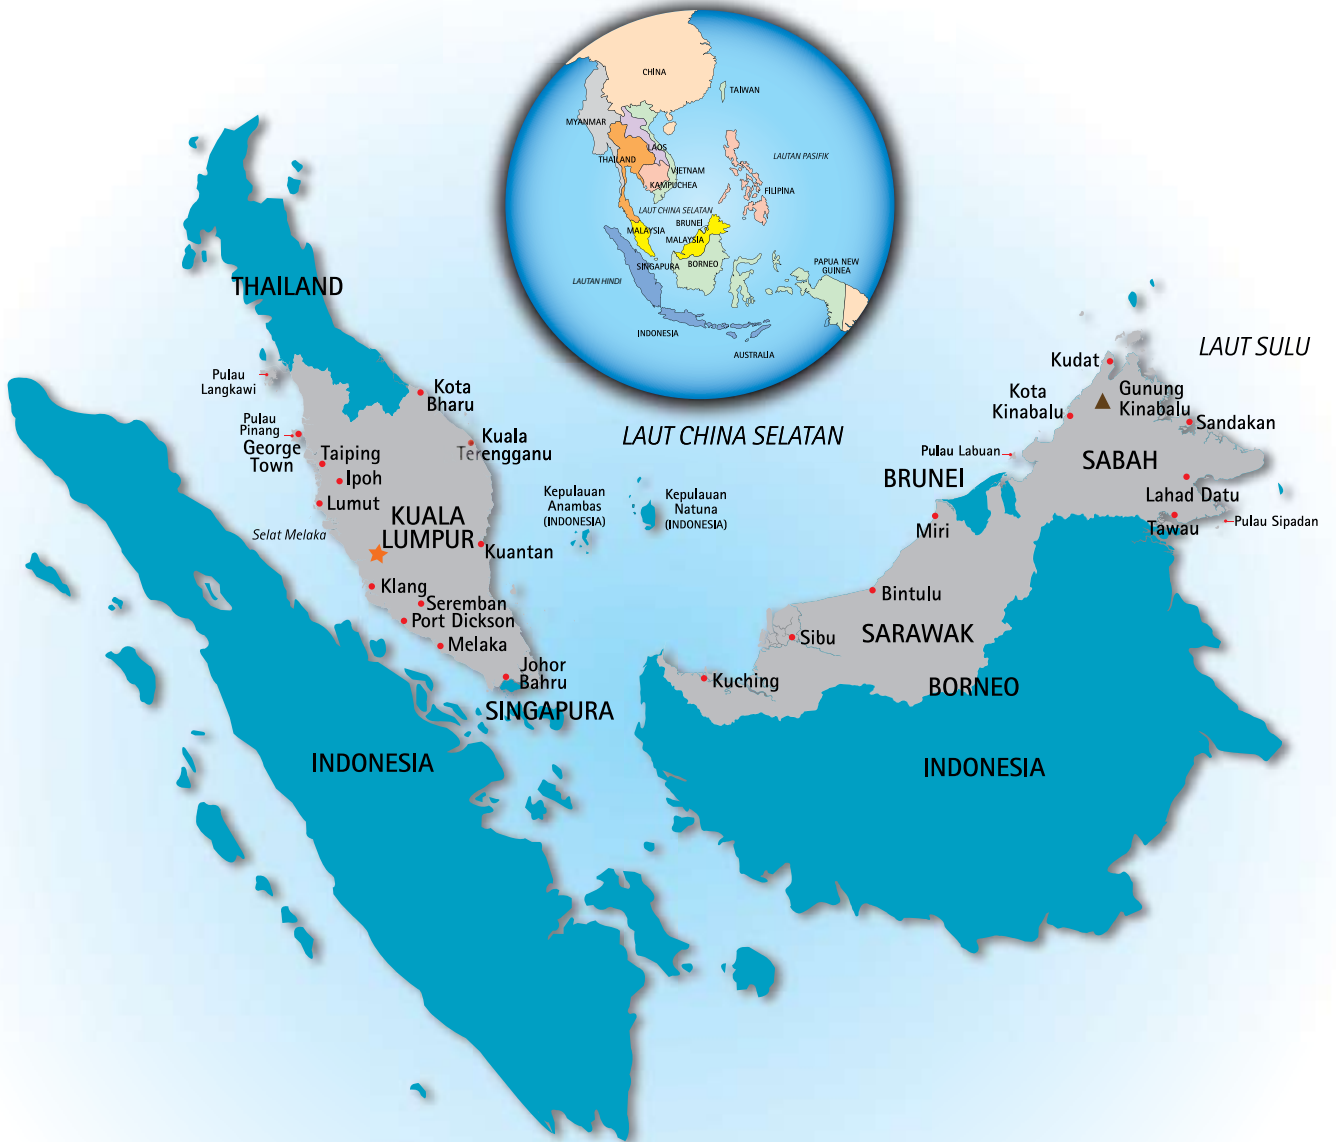 CHINA
TAIWAN
MYANMAR
LAOS
THAILAND
VIETNAM
KAMPUCHEA
LAUTAN PASIFIK
FILIPINA
LAUT CHINA SELATAN
BRUNEI
MALAYSIA
MALAYSIA
SINGAPURA
BORNEO
PAPUA NEW
GUINEA
LAUTAN HINDI
INDONESIA
AUSTRALIA
THAILAND
Pulau
Langkawi
Kota
Bharu
Pulau
Pinang
George
Town
Kuala
Terengganu
Taiping
Ipoh
Lumut
Selat Melaka
KUALA
LUMPUR
Kuantan
Klang
Seremban
Port Dickson
Melaka
Johor
Bahru
SINGAPURA
INDONESIA
LAUT CHINA SELATAN
Kepulauan
Anambas
(INDONESIA)
Kepulauan
Natuna
(INDONESIA)
LAUT SULU
Kudat
Kota
Kinabalu
Gunung
Kinabalu
Sandakan
Pulau Labuan
SABAH
BRUNEI
Lahad Datu
Tawau
Pulau Sipadan
Miri
Bintulu
Sibu
SARAWAK
Kuching
BORNEO
INDONESIA